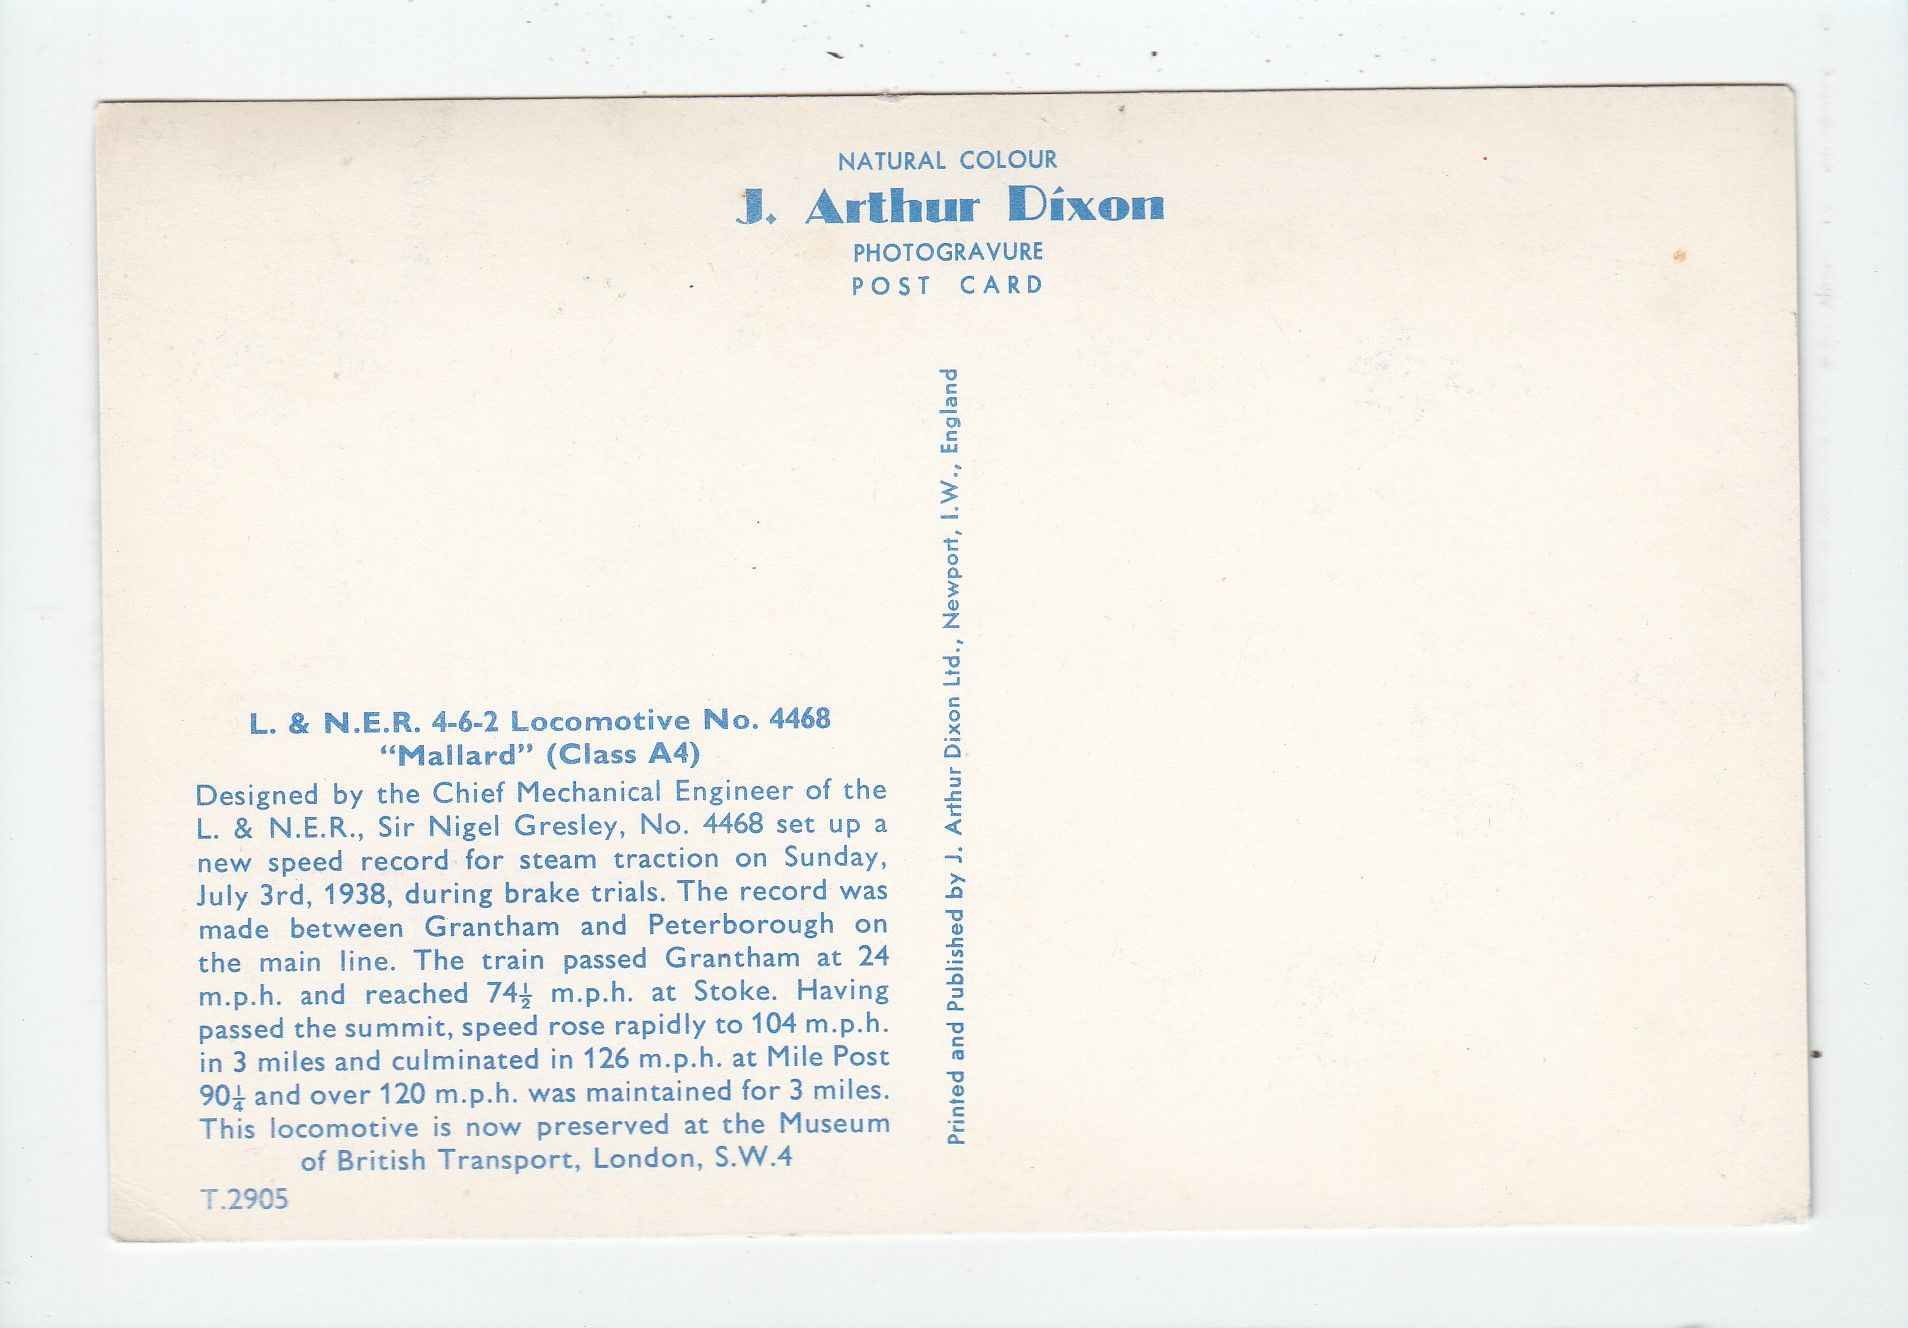 NATURAL COLOUR
J. Arthur Dixon
PHOTOGRAVURE
POST CARD
L. & N.E.R. 4-6-2 Locomotive No. 4468
“Mallard” (Class A4)
Designed by the Chief Mechanical Engineer of the
L. & N.E.R., Sir Nigel Gresley, No. 4468 set up a
new speed record for steam traction on Sunday,
July 3rd, 1938, during brake trials. The record was
made between Grantham and Peterborough on
the main line. The train passed Grantham at 24
m.p.h. and reached 74½ m.p.h. at Stoke. Having
passed the summit, speed rose rapidly to 104 m.p.h.
in 3 miles and culminated in 126 m.p.h. at Mile Post
90¼ and over 120 m.p.h. was maintained for 3 miles.
This locomotive is now preserved at the Museum
of British Transport, London, S.W.4
T.2905
Printed and Published by J. Arthur Dixon Ltd., Newport, I.W., England